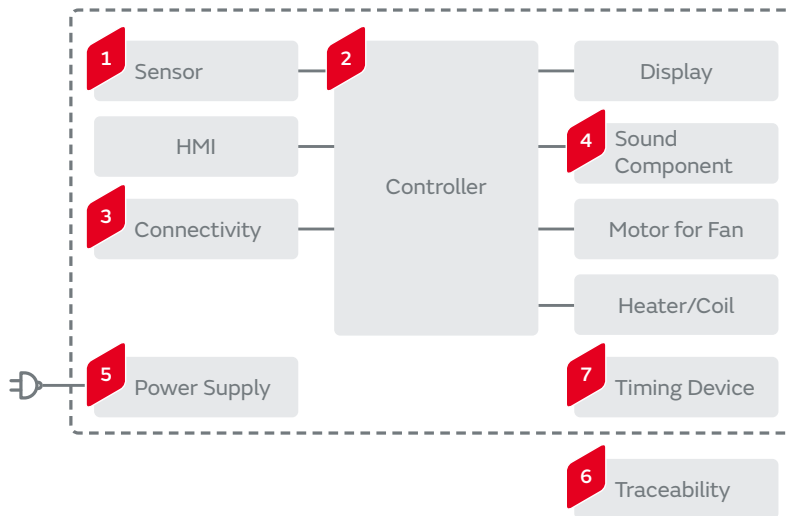 1
Sensor
2
Controller
Display
HMI
4
Sound
Component
3
Connectivity
Motor for Fan
Heater/Coil
5
Power Supply
7
Timing Device
6
Traceability